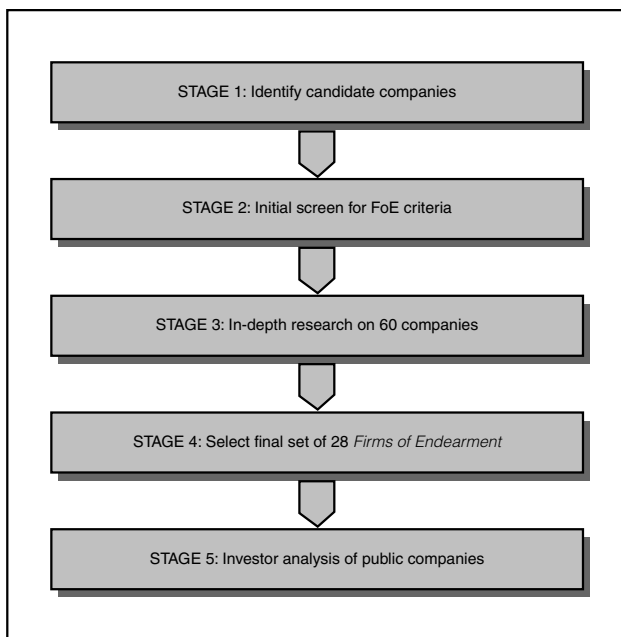 STAGE 1: Identify candidate companies
STAGE 2: Initial screen for FoE criteria
STAGE 3: In-depth research on 60 companies
STAGE 4: Select final set of 28 Firms of Endearment
STAGE 5: Investor analysis of public companies